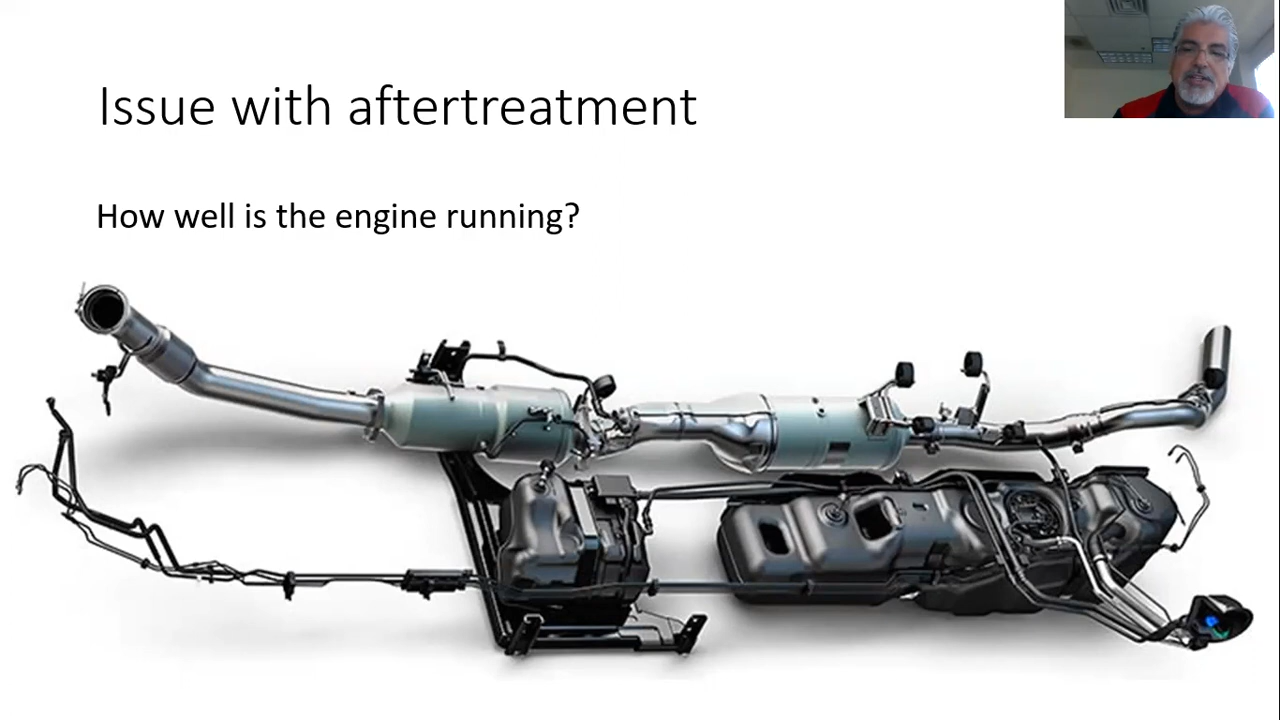 Issue with aftertreatment
How well is the engine running?